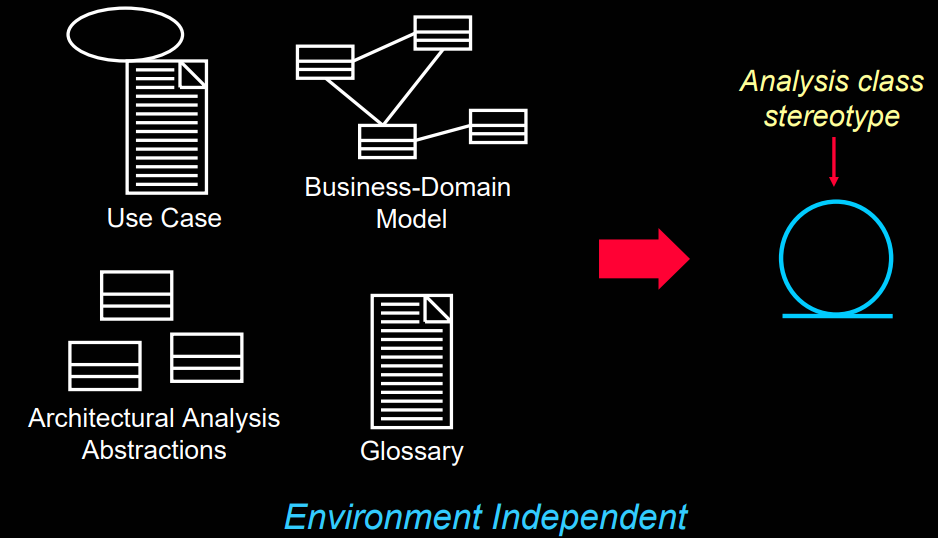 Use Case
Business-Domain
Model
Analysis class
stereotype
Architectural Analysis
Abstractions
Glossary
Environment Independent